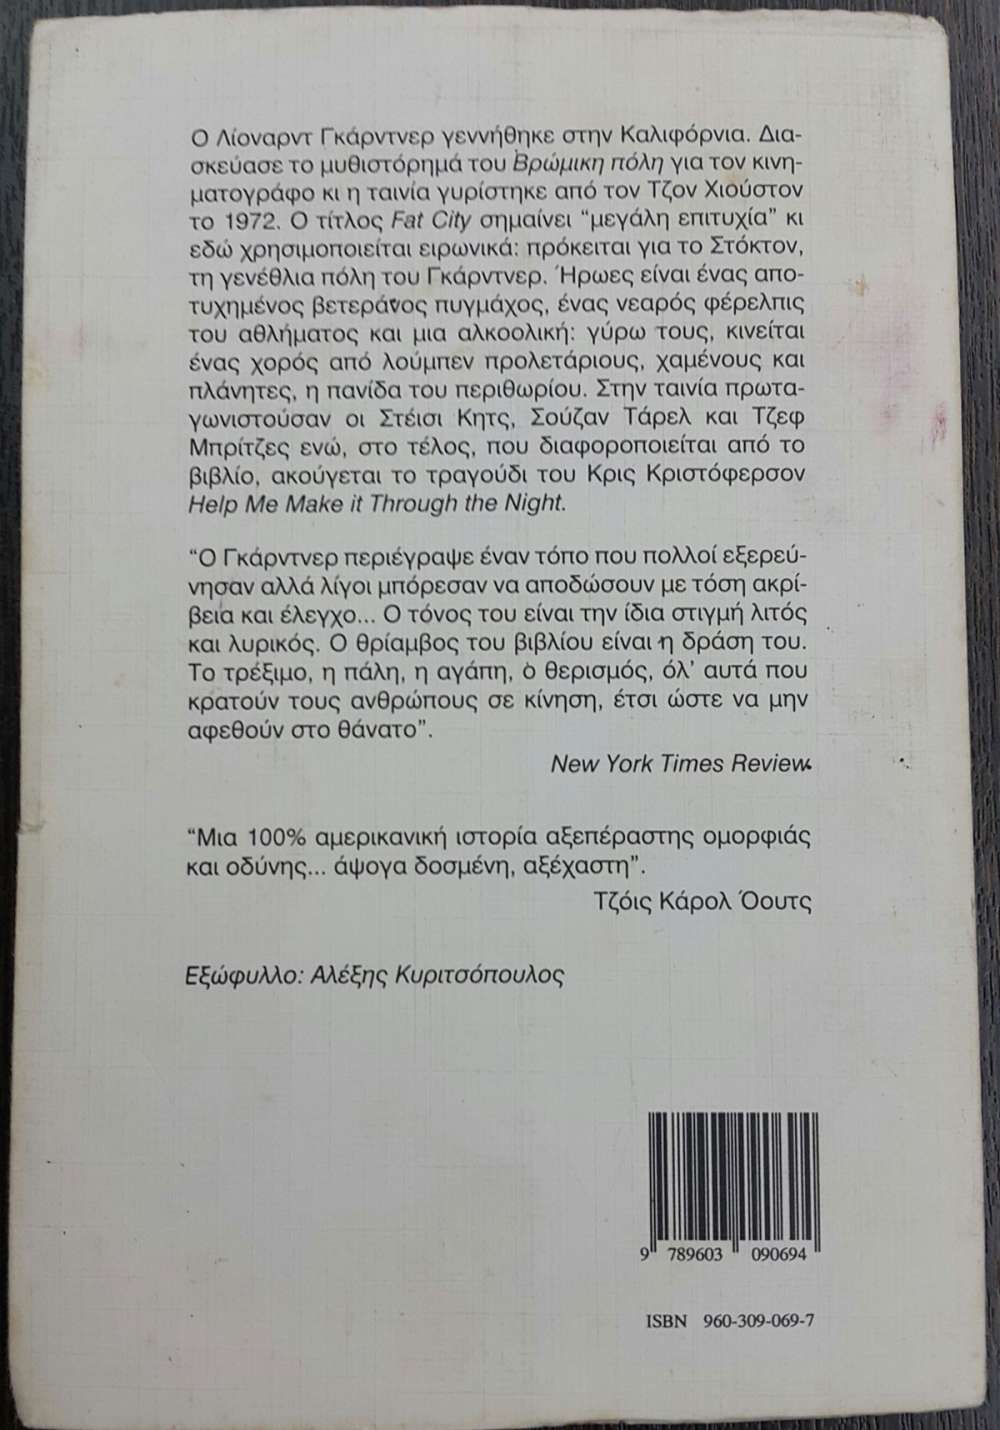 Ο Λίοναρντ Γκάρντνερ γεννήθηκε στην Καλιφόρνια. Δια-
σκεύασε το μυθιστόρημά του Βρώμικη πόλη για τον κινη-
ματογράφο κι η ταινία γυρίστηκε από τον Τζον Χιούστον
το 1972. Ο τίτλος Fat City σημαίνει “μεγάλη επιτυχία” κι
εδώ χρησιμοποιείται ειρωνικά: πρόκειται για το Στόκτον,
τη γενέθλια πόλη του Γκάρντνερ. Ήρωες είναι ένας απο-
τυχημένος βετεράνος πυγμάχος, ένας νεαρός φέρελπις
του αθλήματος και μια αλκοολική: γύρω τους, κινείται
ένας χορός από λούμπεν προλετάριους, χαμένους και
πλάνητες, η πανίδα του περιθωρίου. Στην ταινία πρωτα-
γωνιστούσαν οι Στέισι Κητς, Σούζαν Τάρελ και Τζεφ
Μπρίτζες ενώ, στο τέλος, που διαφοροποιείται από το
βιβλίο, ακούγεται το τραγούδι του Κρις Κριστόφερσον
Help Me Make it Through the Night.
“Ο Γκάρντνερ περιέγραψε έναν τόπο που πολλοί εξερεύ-
νησαν αλλά λίγοι μπόρεσαν να αποδώσουν με τόση ακρί-
βεια και έλεγχο... Ο τόνος του είναι την ίδια στιγμή λιτός
και λυρικός. Ο θρίαμβος του βιβλίου είναι η δράση του.
Το τρέξιμο, η πάλη, η αγάπη, ο θερισμός, όλ’ αυτά που
κρατούν τους ανθρώπους σε κίνηση, έτσι ώστε να μην
αφεθούν στο θάνατο”.
New York Times Review.
“Μια 100% αμερικανική ιστορία αξεπέραστης ομορφιάς
και οδύνης... άψογα δοσμένη, αξέχαστη”.
Τζόις Κάρολ Όουτς
Εξώφυλλο: Αλέξης Κυριτσόπουλος
9 789603 090694
ISBN 960-309-069-7